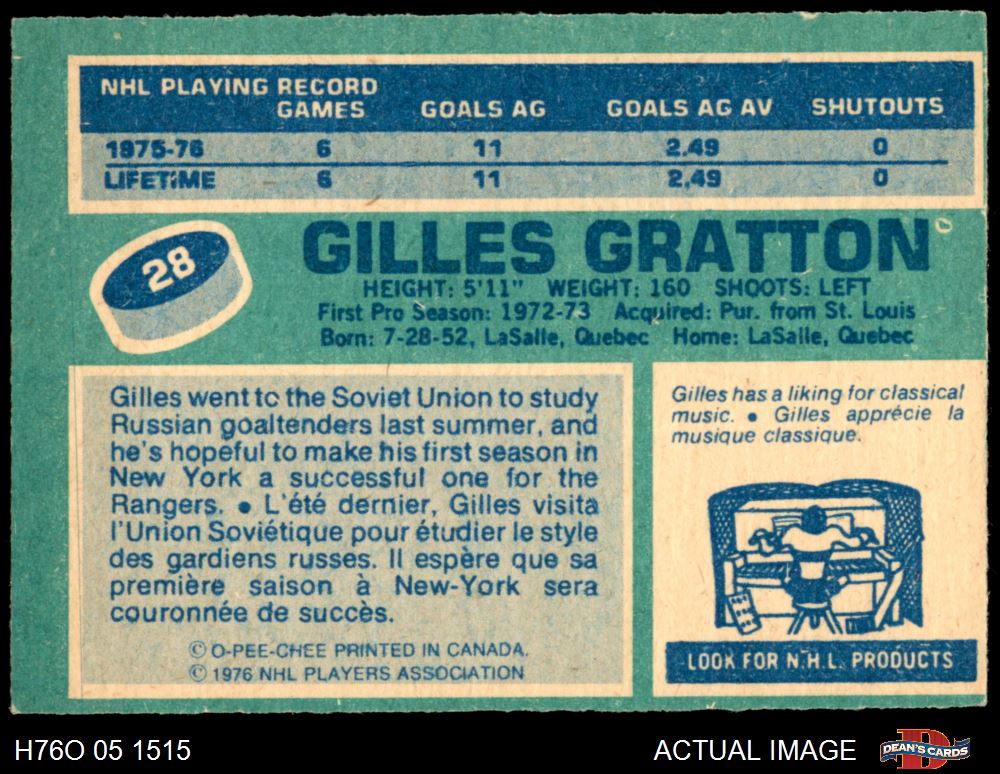 NHL PLAYING RECORD
GAMES GOALS AG GOALS AG AV SHUTOUTS
1975-76 6 11 2.49 0
LIFETIME 6 11 2,49 0
28
GILLES GRATTON
HEIGHT: 5'11" WEIGHT: 160 SHOOTS: LEFT
First Pro Season: 1972-73 Acquired: Pur. from St. Louis
Born: 7-28-52, LaSalle, Quebec Home: LaSalle, Quebec
Gilles went to the Soviet Union to study
Russian goaltenders last summer, and
he's hopeful to make his first season in
New York a successful one for the
Rangers. ● L'été dernier, Gilles visita
l'Union Soviétique pour étudier le style
des gardiens russes. Il espère que sa
première saison à New-York sera
couronnée de succès.
© O-PEE-CHEE PRINTED IN CANADA.
© 1976 NHL PLAYERS ASSOCIATION
Gilles has a liking for classical
music. ● Gilles apprécie la
musique classique.
LOOK FOR N.H.L. PRODUCTS
H76O 05 1515
ACTUAL IMAGE
DEAN'S CARDS